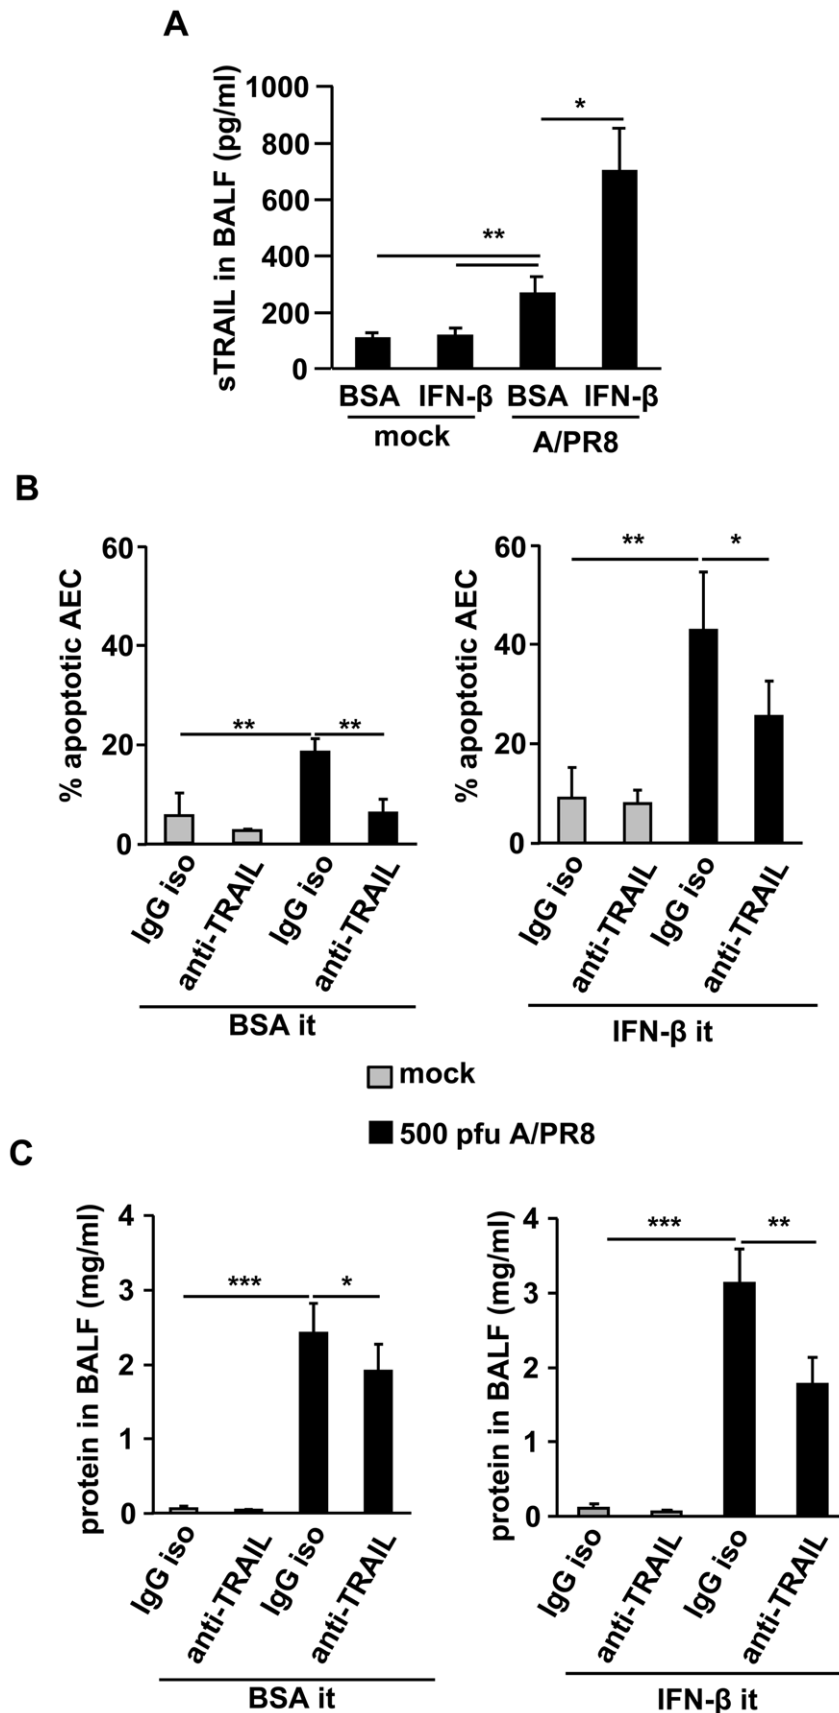 A
sTRAIL in BALF (pg/ml)
1000
800
600
400
200
0
*
**
BSA IFN-β BSA IFN-β
mock A/PR8
B
% apoptotic AEC
60
40
20
0
** **
IgG iso anti-TRAIL IgG iso anti-TRAIL
BSA it
% apoptotic AEC
60
40
20
0
** *
IgG iso anti-TRAIL IgG iso anti-TRAIL
IFN-β it
mock
500 pfu A/PR8
C
protein in BALF (mg/ml)
4
3
2
1
0
*** *
IgG iso anti-TRAIL IgG iso anti-TRAIL
BSA it
protein in BALF (mg/ml)
4
3
2
1
0
*** **
IgG iso anti-TRAIL IgG iso anti-TRAIL
IFN-β it